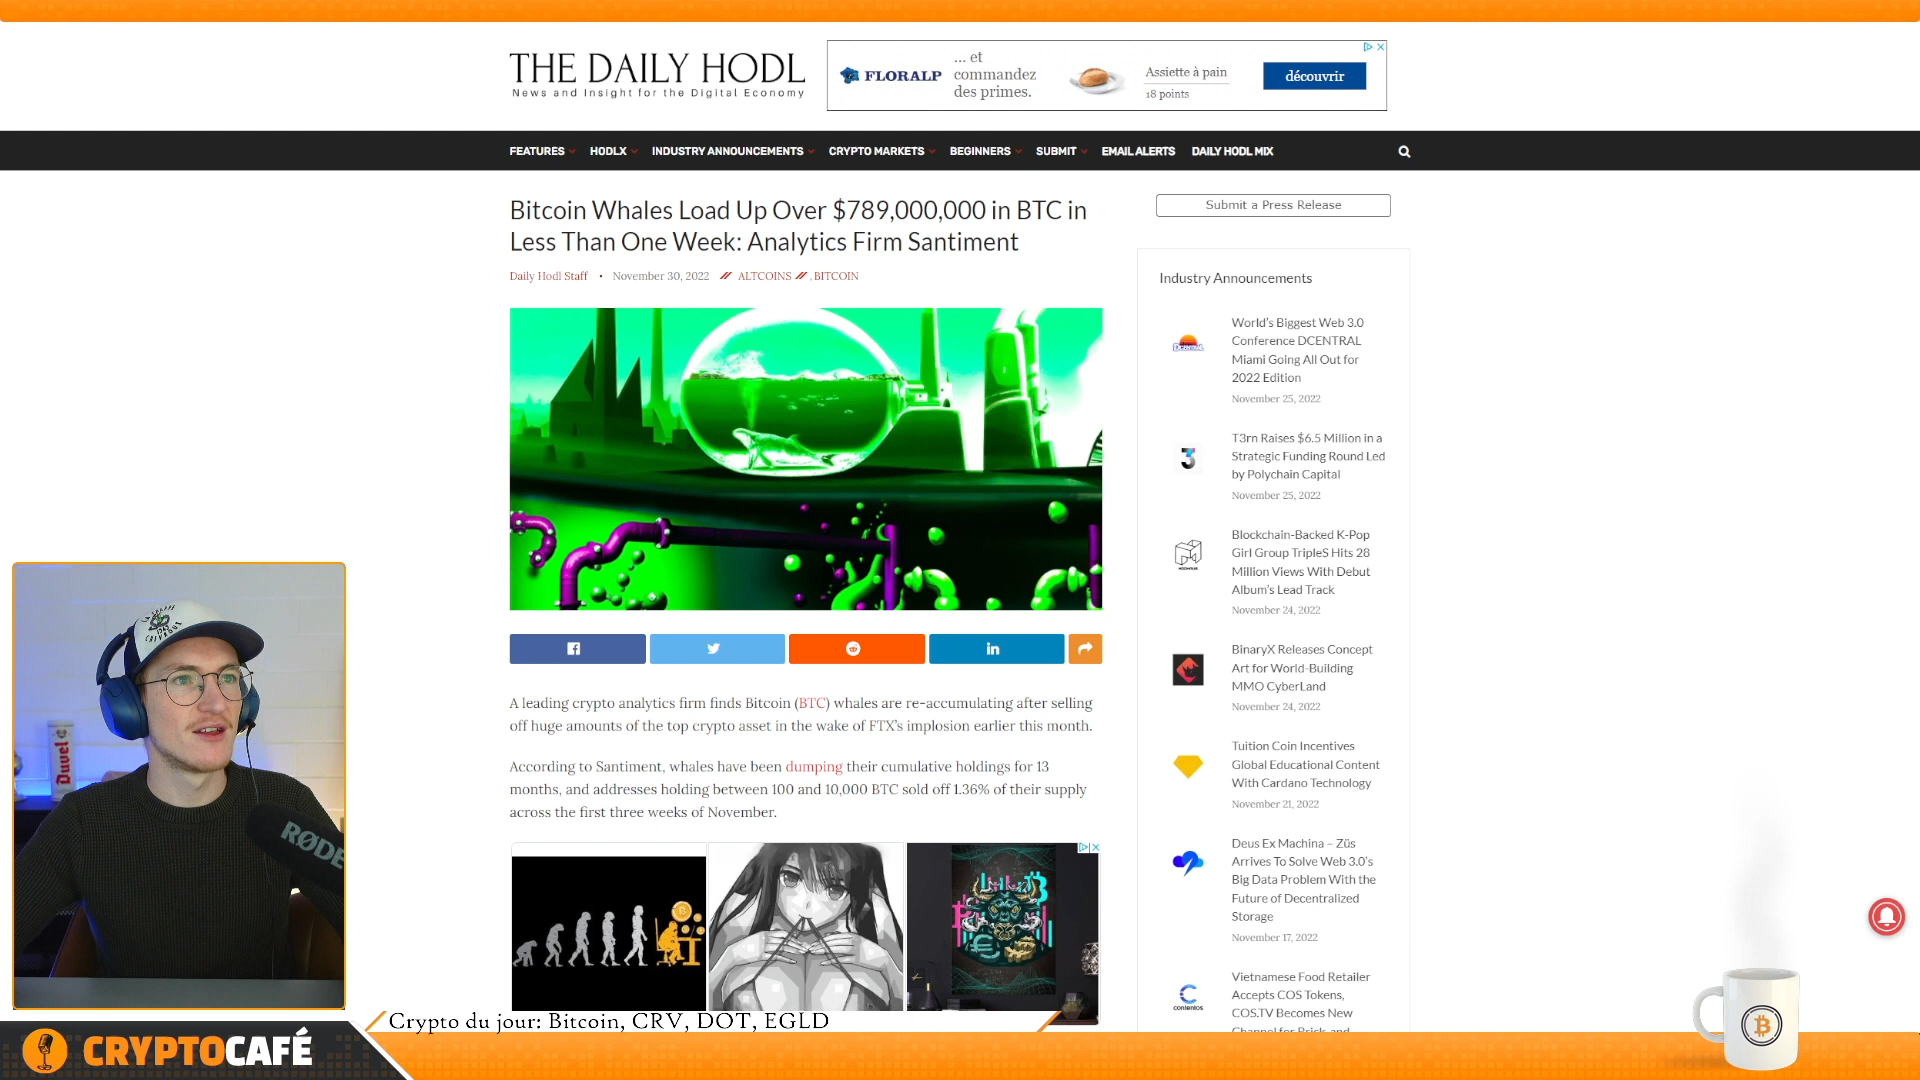 THE DAILY HODL
News and Insight for the Digital Economy
FLORALP
... et
commandez
des primes.
Assiette à pain
18 points
découvrir
FEATURES HODLX INDUSTRY ANNOUNCEMENTS CRYPTO MARKETS BEGINNERS SUBMIT EMAIL ALERTS DAILY HODL MIX
Bitcoin Whales Load Up Over $789,000,000 in BTC in
Less Than One Week: Analytics Firm Santiment
Daily Hodl Staff • November 30, 2022 // ALTCOINS // , BITCOIN
A leading crypto analytics firm finds Bitcoin (BTC) whales are re-accumulating after selling
off huge amounts of the top crypto asset in the wake of FTX's implosion earlier this month.
According to Santiment, whales have been dumping their cumulative holdings for 13
months, and addresses holding between 100 and 10,000 BTC sold off 1.36% of their supply
across the first three weeks of November.
Submit a Press Release
Industry Announcements
World's Biggest Web 3.0
Conference DCENTRAL
Miami Going All Out for
2022 Edition
November 25, 2022
T3rn Raises $6.5 Million in a
Strategic Funding Round Led
by Polychain Capital
November 25, 2022
Blockchain-Backed K-Pop
Girl Group TripleS Hits 28
Million Views With Debut
Album's Lead Track
November 24, 2022
BinaryX Releases Concept
Art for World-Building
MMO CyberLand
November 24, 2022
Tuition Coin Incentives
Global Educational Content
With Cardano Technology
November 21, 2022
Deus Ex Machina – Züs
Arrives To Solve Web 3.0's
Big Data Problem With the
Future of Decentralized
Storage
November 17, 2022
contentos
Vietnamese Food Retailer
Accepts COS Tokens,
COS.TV Becomes New
Channel for Brick-and-
Duvel
RØDE
Crypto du jour: Bitcoin, CRV, DOT, EGLD
CRYPTOCAFÉ